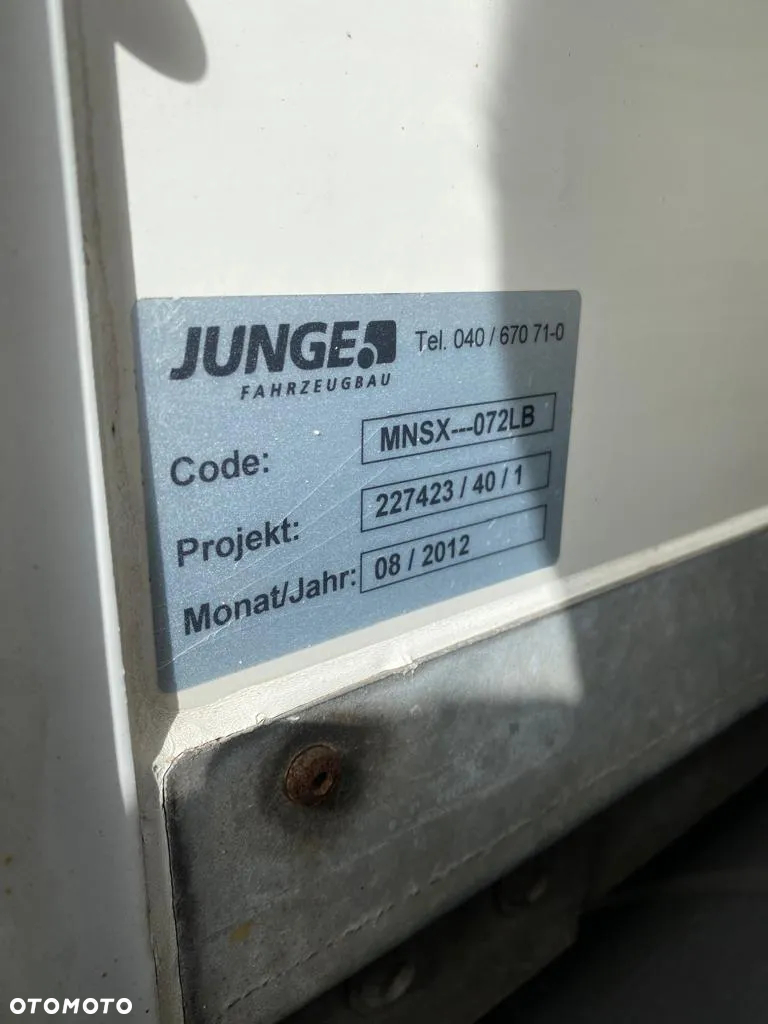 JUNGE
FAHRZEUGBAU
Tel. 040 / 670 71-0
Code: MNSX---072LB
Projekt: 227423 / 40 / 1
Monat/Jahr: 08 / 2012
OTOMOTO